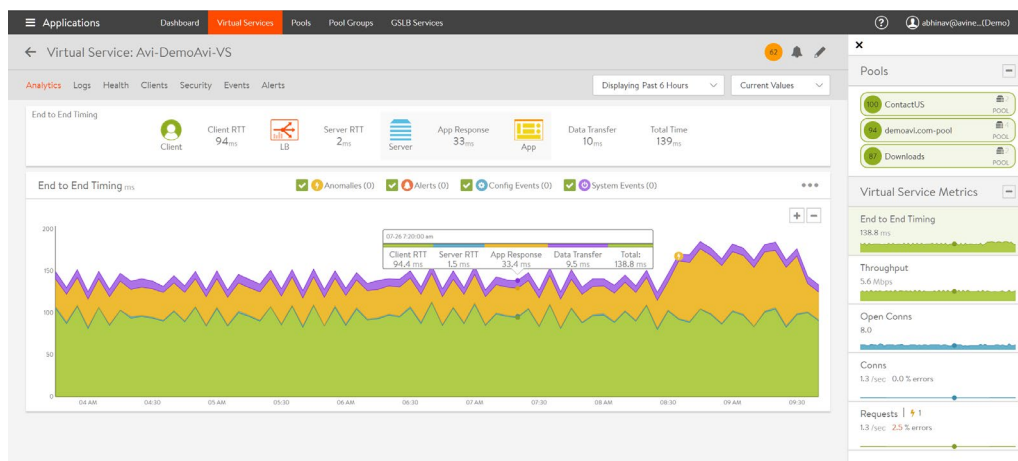 Applications Dashboard Virtual Services Pools Pool Groups GSLB Services ? abhinav@avine...(Demo)
Virtual Service: Avi-DemoAvi-VS 62
Analytics Logs Health Clients Security Events Alerts Displaying Past 6 Hours Current Values
End to End Timing
Client
Client RTT
94ms
LB
Server RTT
2ms
Server
App Response
33ms
App
Data Transfer
10ms
Total Time
139ms
End to End Timing ms Anomalies (0) Alerts (0) Config Events (0) System Events (0)
200
150
100
50
0
07-26 7:20:00 am
Client RTT Server RTT App Response Data Transfer Total:
94.4 ms 1.5 ms 33.4 ms 9.5 ms 138.8 ms
04 AM 04:30 05 AM 05:30 06 AM 06:30 07 AM 07:30 08 AM 08:30 09 AM 09:30
Pools
100 ContactUS
POOL
94 demoavi.com-pool
POOL
87 Downloads
POOL
Virtual Service Metrics
End to End Timing
138.8 ms
Throughput
5.6 Mbps
Open Conns
8.0
Conns
1.3 /sec 0.0 % errors
Requests 1
1.3 /sec 2.5 % errors